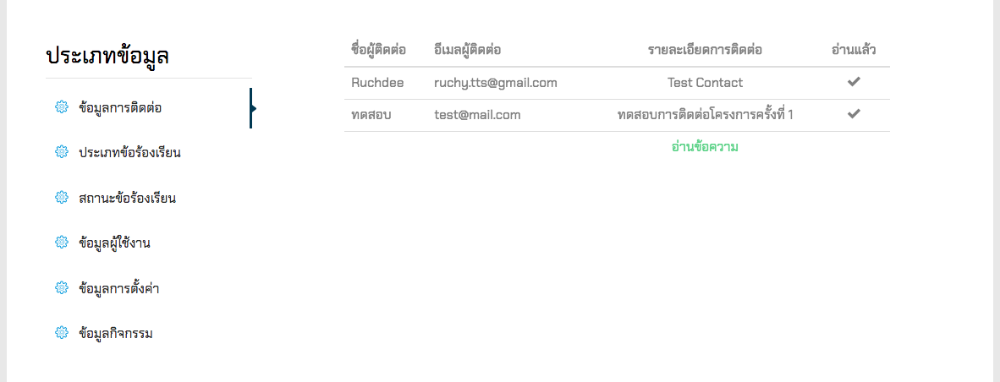 ประเภทข้อมูล
ข้อมูลการติดต่อ
ประเภทข้อร้องเรียน
สถานะข้อร้องเรียน
ข้อมูลผู้ใช้งาน
ข้อมูลการตั้งค่า
ข้อมูลกิจกรรม
ชื่อผู้ติดต่อ อีเมลผู้ติดต่อ รายละเอียดการติดต่อ อ่านแล้ว
Ruchdee ruchy.tts@gmail.com Test Contact ✔
ทดสอบ test@mail.com ทดสอบการติดต่อโครงการครั้งที่ 1 ✔
อ่านข้อความ